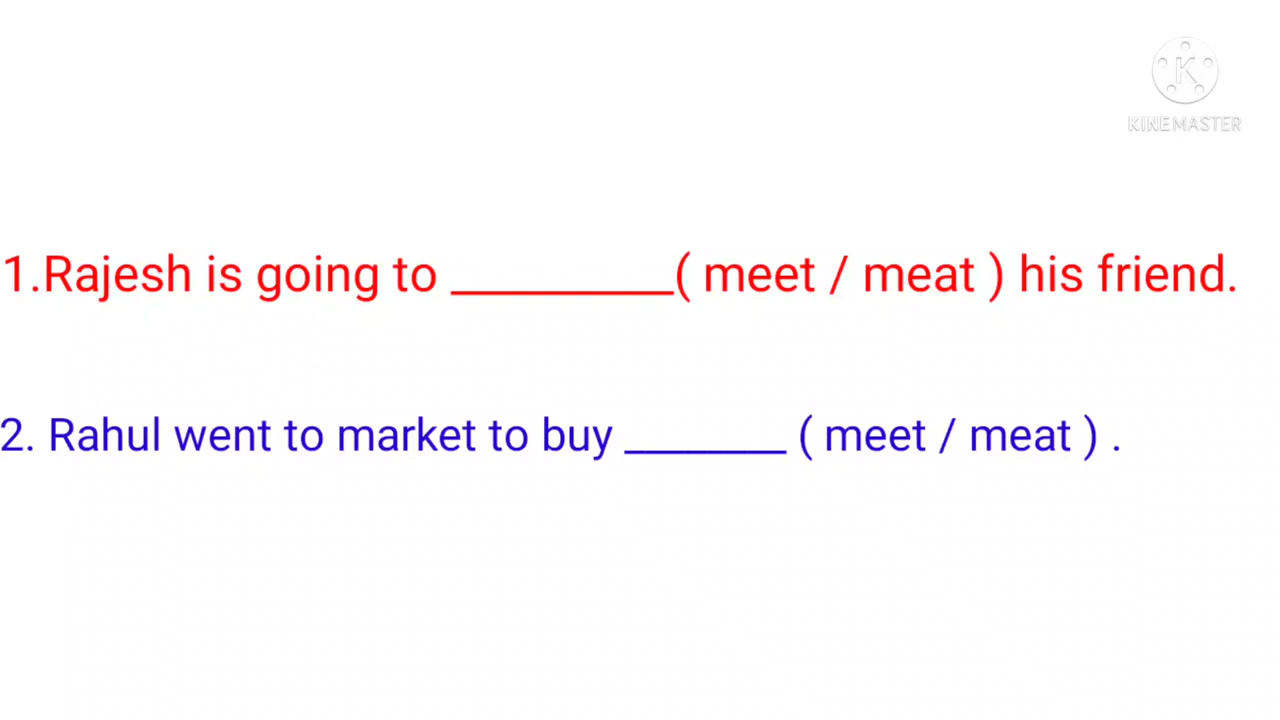 K
KINEMASTER
1.Rajesh is going to __________( meet / meat ) his friend.
2. Rahul went to market to buy ________ ( meet / meat ) .